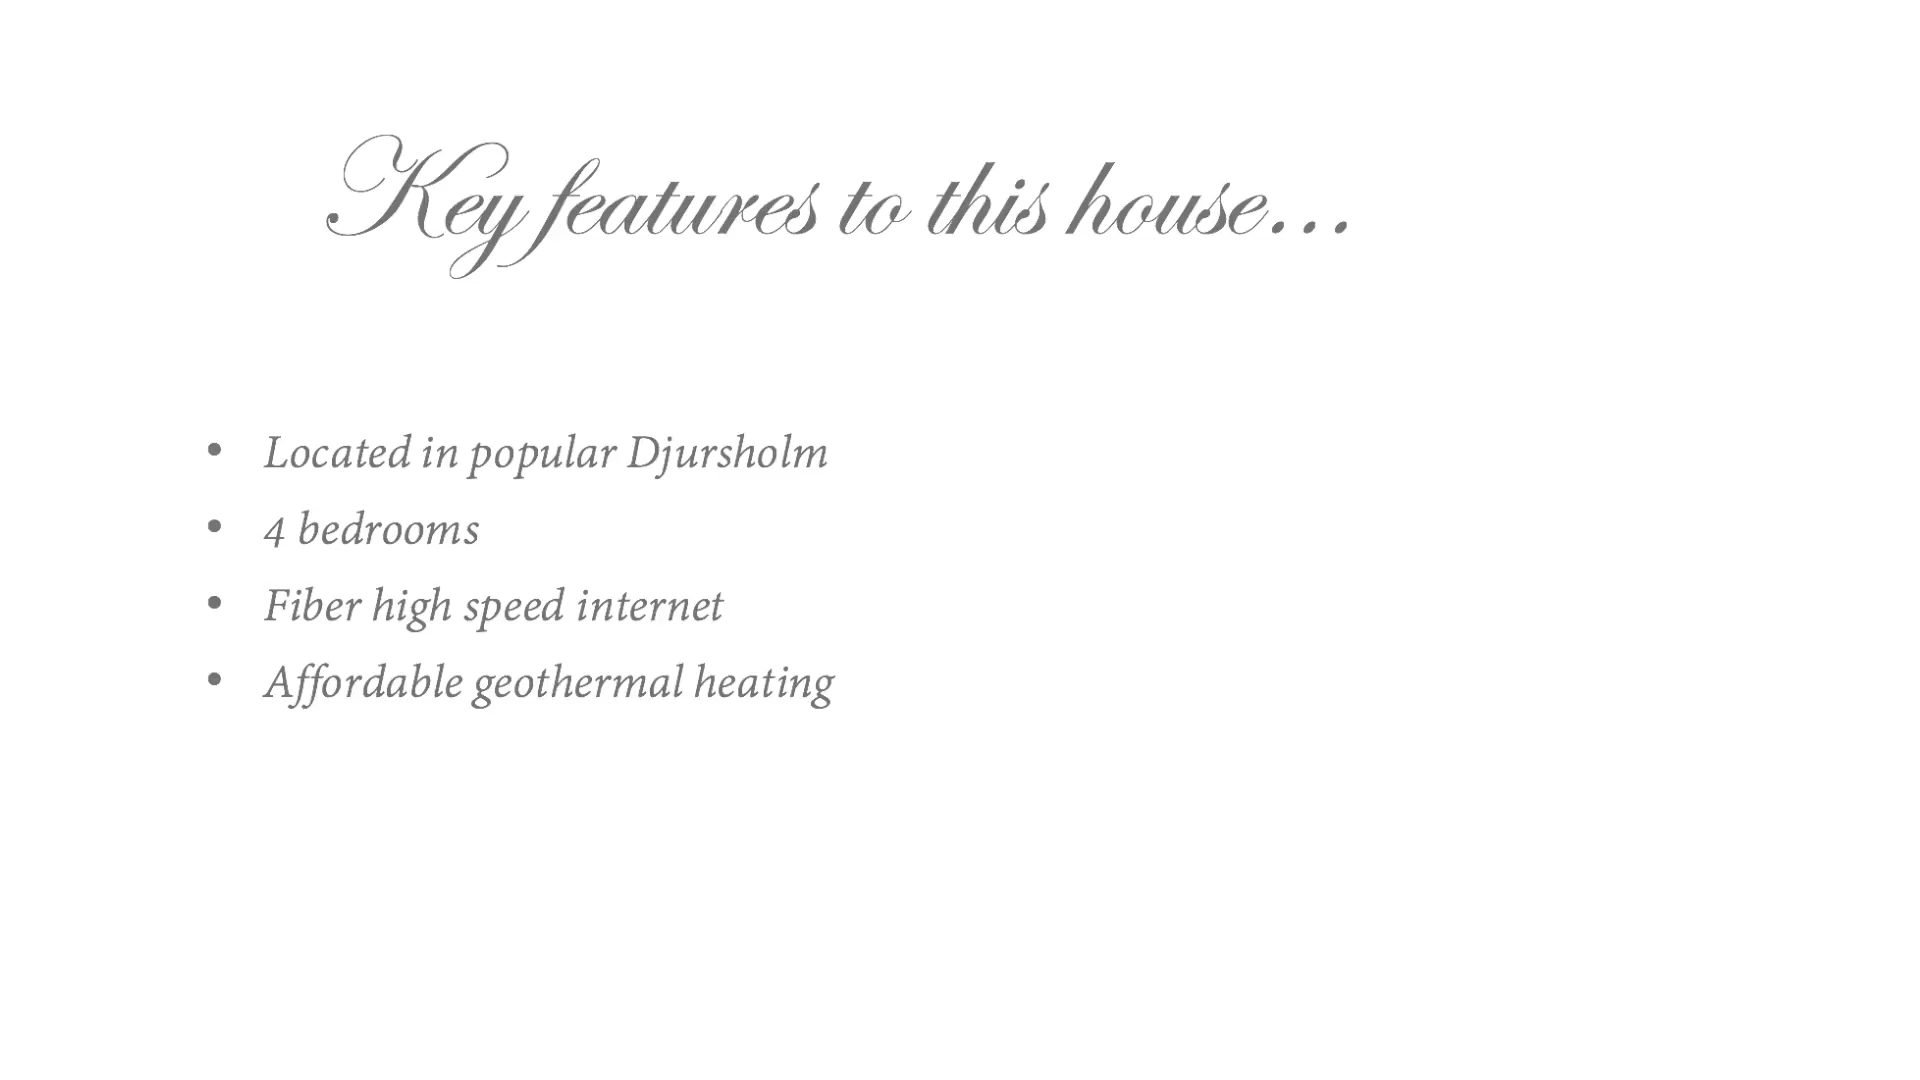 Key features to this house...
• Located in popular Djursholm
• 4 bedrooms
• Fiber high speed internet
• Affordable geothermal heating